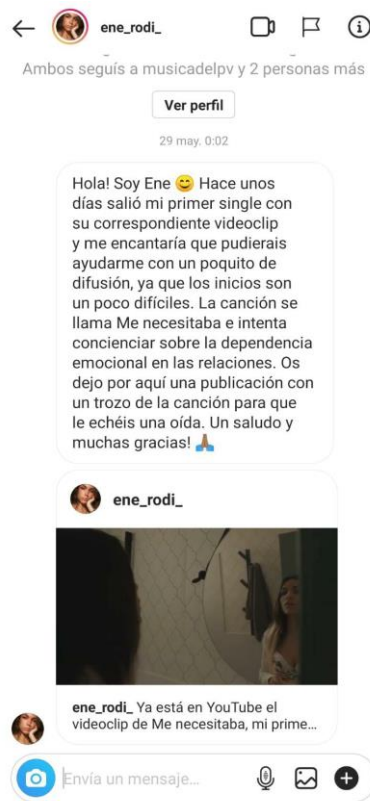 ene_rodi_
Ambos seguís a musicadelpv y 2 personas más
Ver perfil
29 may. 0:02
Hola! Soy Ene 😊 Hace unos
días salió mi primer single con
su correspondiente videoclip
y me encantaría que pudierais
ayudarme con un poquito de
difusión, ya que los inicios son
un poco difíciles. La canción se
llama Me necesitaba e intenta
concienciar sobre la dependencia
emocional en las relaciones. Os
dejo por aquí una publicación con
un trozo de la canción para que
le echéis una oída. Un saludo y
muchas gracias! 🙏🏾
ene_rodi_
ene_rodi_ Ya está en YouTube el
videoclip de Me necesitaba, mi prime...
Envía un mensaje...